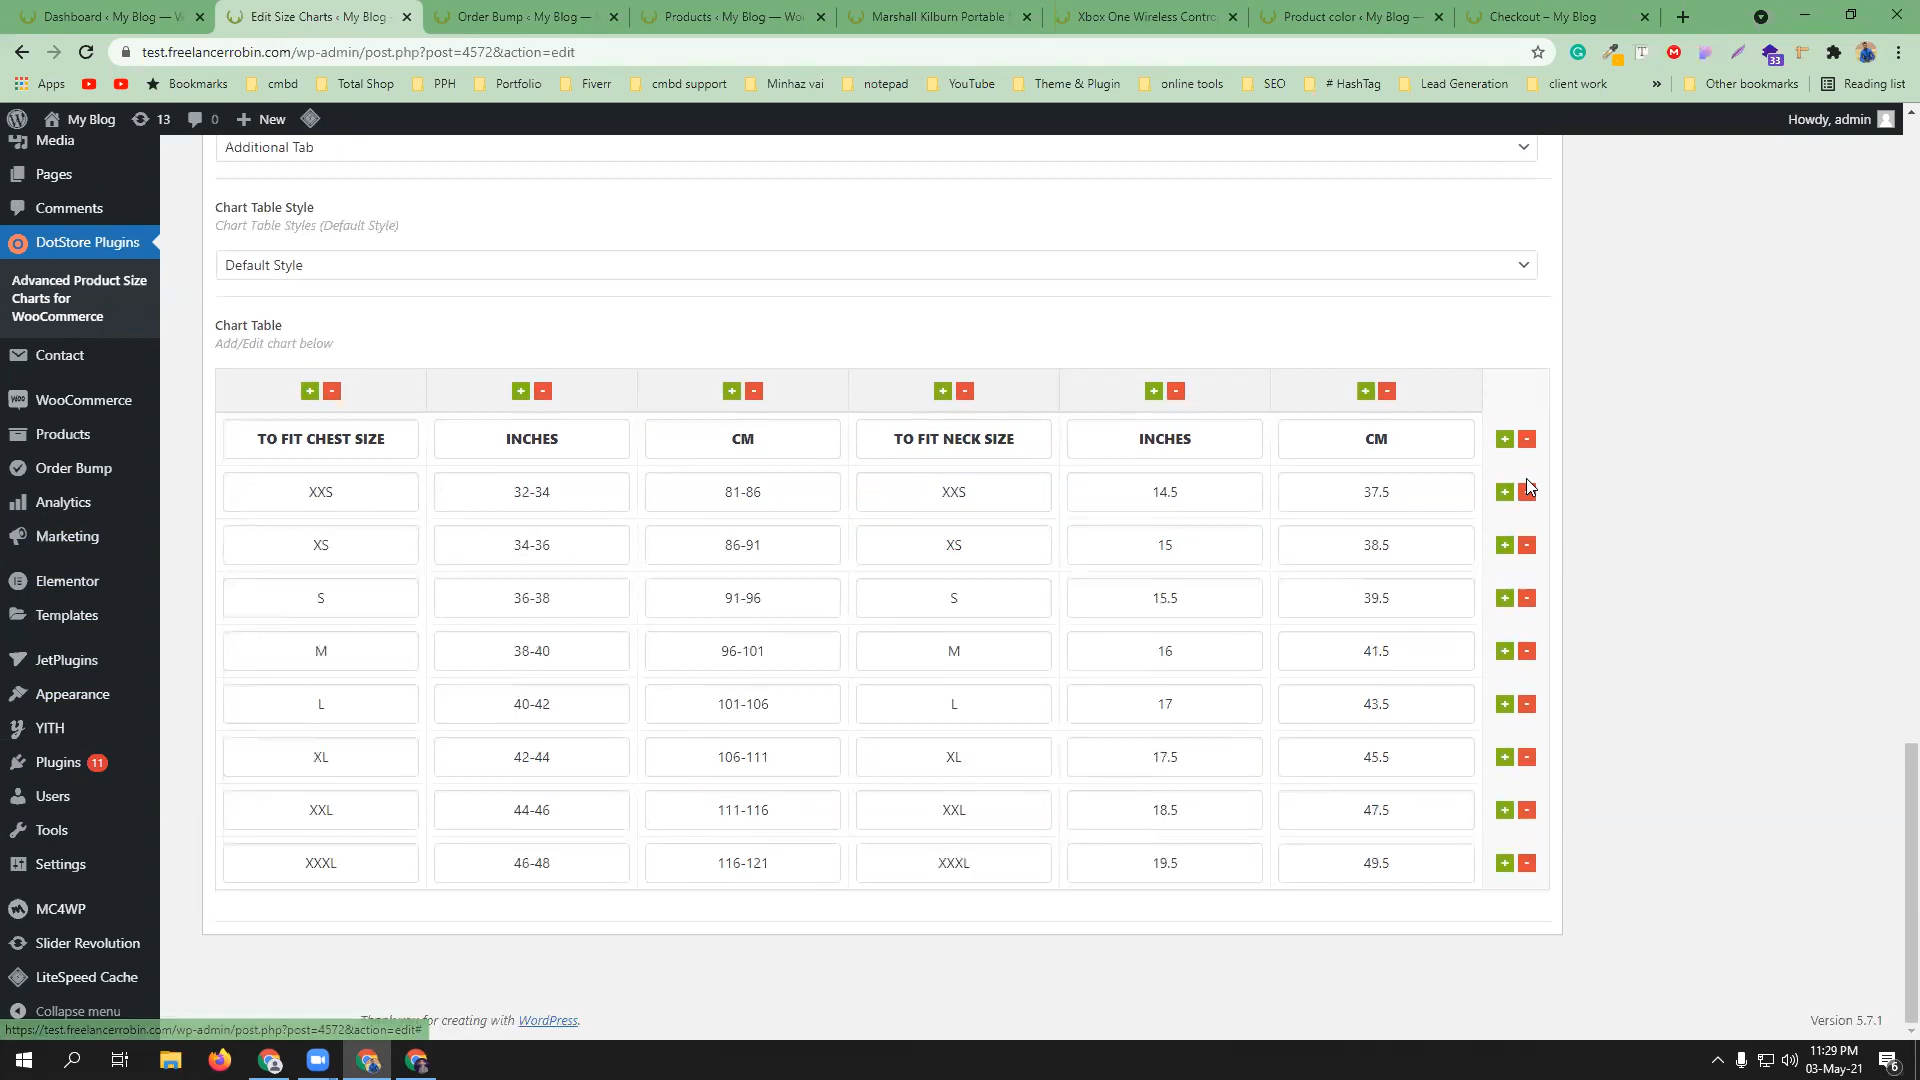 Dashboard ‹ My Blog — W
Edit Size Charts ‹ My Blog
Order Bump ‹ My Blog —
Products ‹ My Blog — Woo
Marshall Kilburn Portable
Xbox One Wireless Contro
Product color ‹ My Blog —
Checkout – My Blog
test.freelancerrobin.com/wp-admin/post.php?post=4572&action=edit
33
Apps
Bookmarks
cmbd
Total Shop
PPH
Portfolio
Fiverr
cmbd support
Minhaz vai
notepad
YouTube
Theme & Plugin
online tools
SEO
# HashTag
Lead Generation
client work
»
Other bookmarks
Reading list
My Blog
13
0
+ New
Howdy, admin
Media
Pages
Comments
DotStore Plugins
Advanced Product Size
Charts for
WooCommerce
Contact
WooCommerce
Products
Order Bump
Analytics
Marketing
Elementor
Templates
JetPlugins
Appearance
YITH
Plugins 11
Users
Tools
Settings
MC4WP
Slider Revolution
LiteSpeed Cache
Collapse menu
Additional Tab
Chart Table Style
Chart Table Styles (Default Style)
Default Style
Chart Table
Add/Edit chart below
+ - + - + - + - + - + -
TO FIT CHEST SIZE INCHES CM TO FIT NECK SIZE INCHES CM + -
XXS 32-34 81-86 XXS 14.5 37.5 +
XS 34-36 86-91 XS 15 38.5 + -
S 36-38 91-96 S 15.5 39.5 + -
M 38-40 96-101 M 16 41.5 + -
L 40-42 101-106 L 17 43.5 + -
XL 42-44 106-111 XL 17.5 45.5 + -
XXL 44-46 111-116 XXL 18.5 47.5 + -
XXXL 46-48 116-121 XXXL 19.5 49.5 + -
Thank you for creating with WordPress.
Version 5.7.1
https://test.freelancerrobin.com/wp-admin/post.php?post=4572&action=edit#
11:29 PM
03-May-21
6